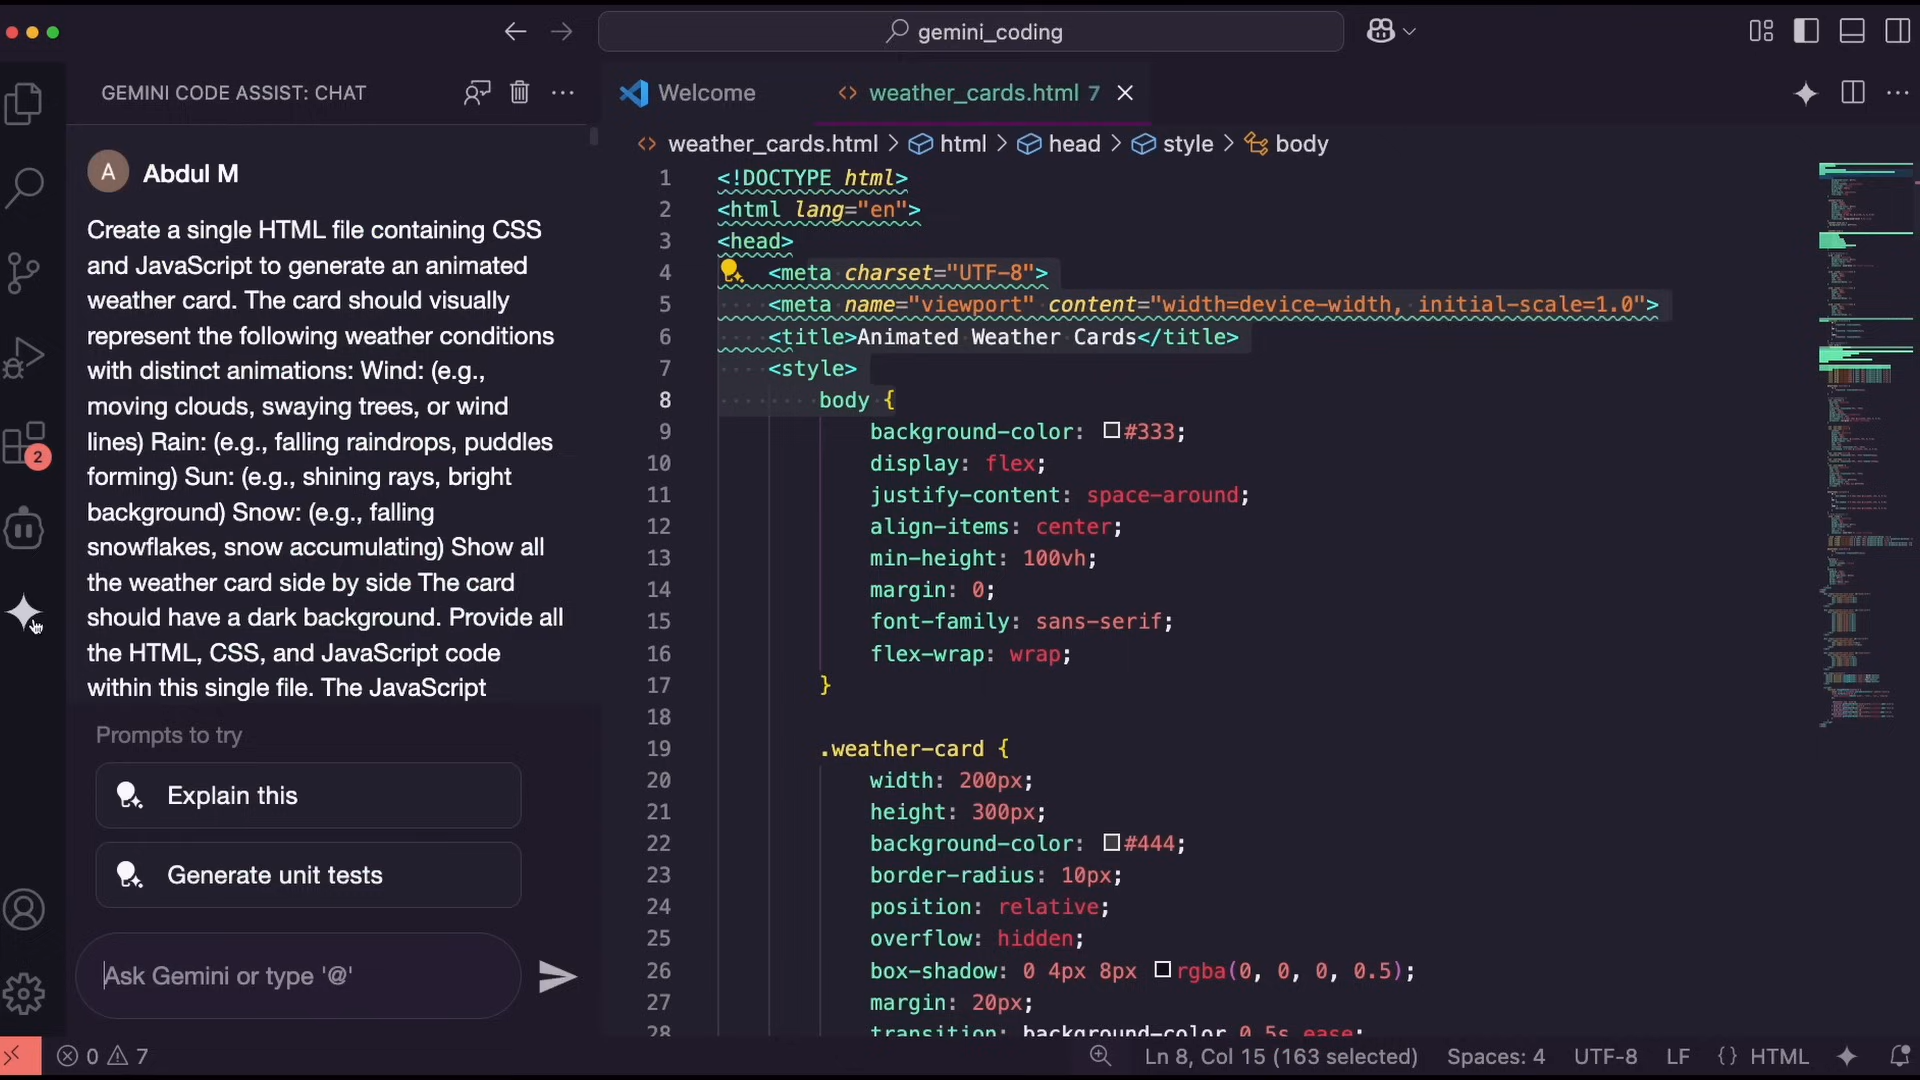 gemini_coding
GEMINI CODE ASSIST: CHAT
Welcome
weather_cards.html 7
weather_cards.html > html > head > style > body
A
Abdul M
Create a single HTML file containing CSS
and JavaScript to generate an animated
weather card. The card should visually
represent the following weather conditions
with distinct animations: Wind: (e.g.,
moving clouds, swaying trees, or wind
lines) Rain: (e.g., falling raindrops, puddles
forming) Sun: (e.g., shining rays, bright
background) Snow: (e.g., falling
snowflakes, snow accumulating) Show all
the weather card side by side The card
should have a dark background. Provide all
the HTML, CSS, and JavaScript code
within this single file. The JavaScript
Prompts to try
Explain this
Generate unit tests
Ask Gemini or type '@'
2
1 <!DOCTYPE html>
2 <html lang="en">
3 <head>
4 <meta charset="UTF-8">
5 <meta name="viewport" content="width=device-width, initial-scale=1.0">
6 <title>Animated Weather Cards</title>
7 <style>
8 body {
9 background-color: #333;
10 display: flex;
11 justify-content: space-around;
12 align-items: center;
13 min-height: 100vh;
14 margin: 0;
15 font-family: sans-serif;
16 flex-wrap: wrap;
17 }
18
19 .weather-card {
20 width: 200px;
21 height: 300px;
22 background-color: #444;
23 border-radius: 10px;
24 position: relative;
25 overflow: hidden;
26 box-shadow: 0 4px 8px rgba(0, 0, 0, 0.5);
27 margin: 20px;
28 transition: background-color 0.5s ease;
0 7
Ln 8, Col 15 (163 selected)
Spaces: 4
UTF-8
LF
{} HTML